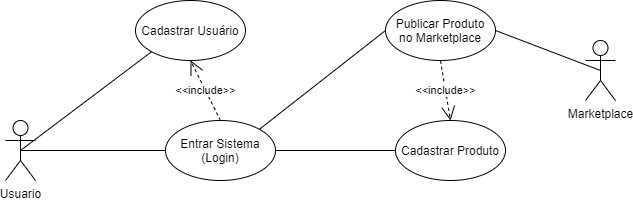 Cadastrar Usuário
Publicar Produto
no Marketplace
<<include>>
<<include>>
Marketplace
Entrar Sistema
(Login)
Cadastrar Produto
Usuario